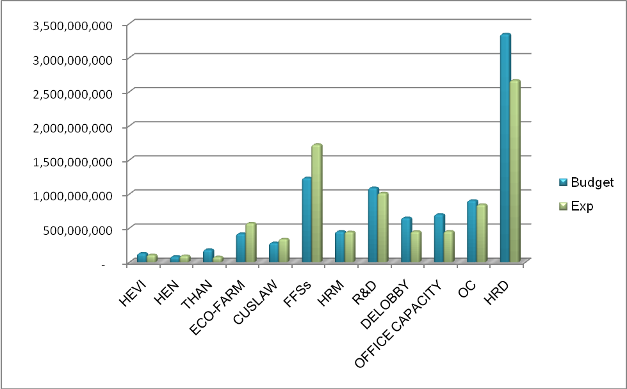 3,500,000,000
3,000,000,000
2,500,000,000
2,000,000,000
1,500,000,000
1,000,000,000
500,000,000
-
HEVI
HEN
THAN
ECO-FARM
CUSLAW
FFSs
HRM
R&D
DELOBBY
OFFICE CAPACITY
OC
HRD
Budget
Exp